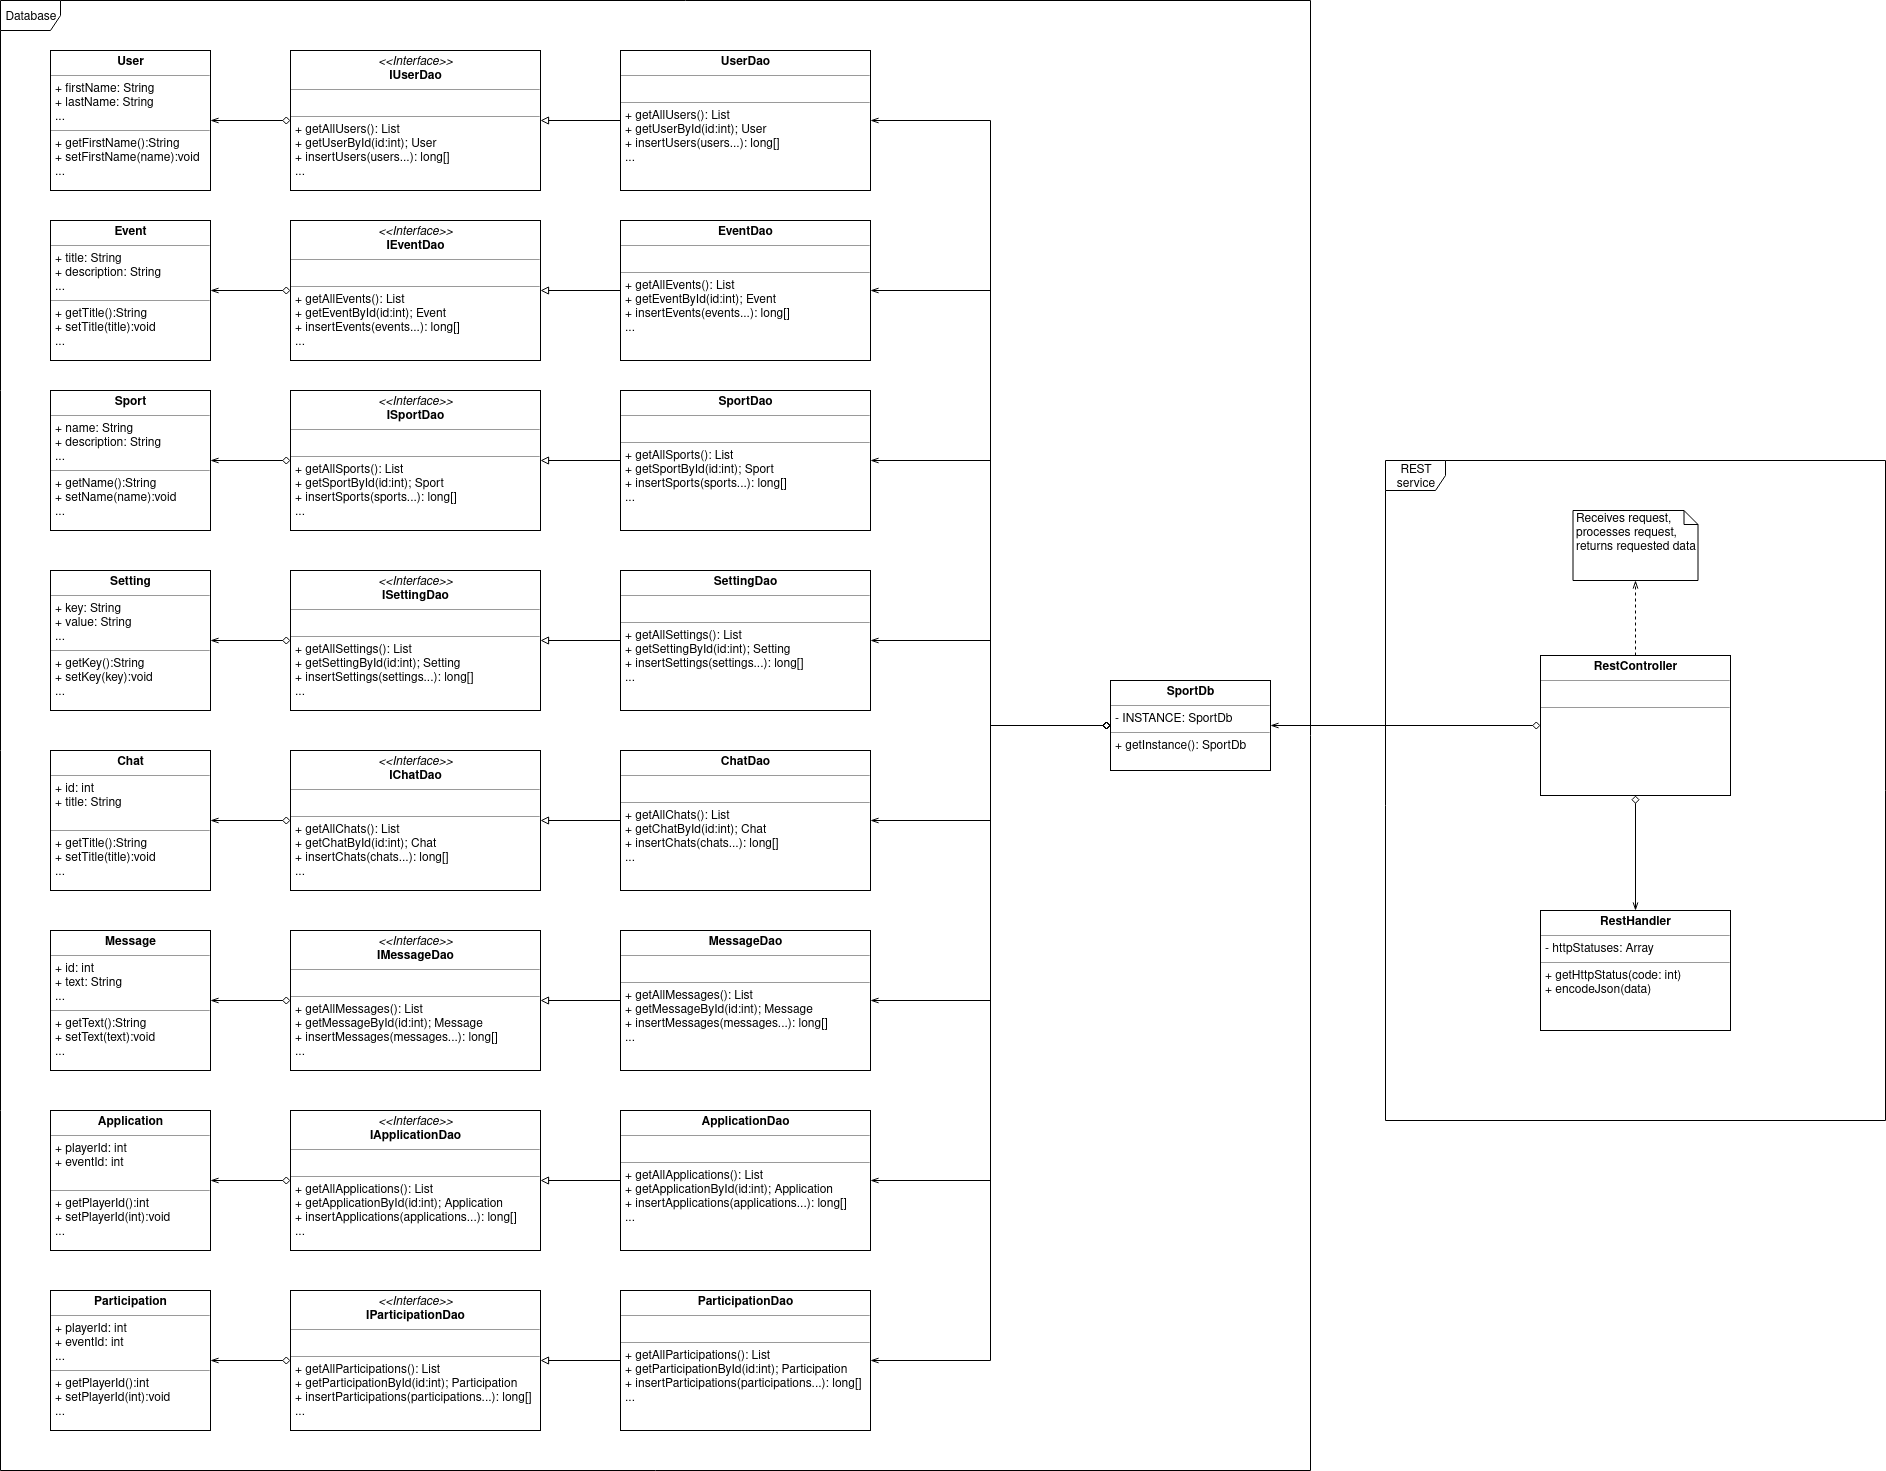 Database
User
+ firstName: String
+ lastName: String
...
+ getFirstName():String
+ setFirstName(name):void
...
<<Interface>>
IUserDao
+ getAllUsers(): List
+ getUserById(id:int); User
+ insertUsers(users...): long[]
...
UserDao
+ getAllUsers(): List
+ getUserById(id:int); User
+ insertUsers(users...): long[]
...
Event
+ title: String
+ description: String
...
+ getTitle():String
+ setTitle(title):void
...
<<Interface>>
IEventDao
+ getAllEvents(): List
+ getEventById(id:int); Event
+ insertEvents(events...): long[]
...
EventDao
+ getAllEvents(): List
+ getEventById(id:int); Event
+ insertEvents(events...): long[]
...
Sport
+ name: String
+ description: String
...
+ getName():String
+ setName(name):void
...
<<Interface>>
ISportDao
+ getAllSports(): List
+ getSportById(id:int); Sport
+ insertSports(sports...): long[]
...
SportDao
+ getAllSports(): List
+ getSportById(id:int); Sport
+ insertSports(sports...): long[]
...
Setting
+ key: String
+ value: String
...
+ getKey():String
+ setKey(key):void
...
<<Interface>>
ISettingDao
+ getAllSettings(): List
+ getSettingById(id:int); Setting
+ insertSettings(settings...): long[]
...
SettingDao
+ getAllSettings(): List
+ getSettingById(id:int); Setting
+ insertSettings(settings...): long[]
...
Chat
+ id: int
+ title: String
+ getTitle():String
+ setTitle(title):void
...
<<Interface>>
IChatDao
+ getAllChats(): List
+ getChatById(id:int); Chat
+ insertChats(chats...): long[]
...
ChatDao
+ getAllChats(): List
+ getChatById(id:int); Chat
+ insertChats(chats...): long[]
...
Message
+ id: int
+ text: String
...
+ getText():String
+ setText(text):void
...
<<Interface>>
IMessageDao
+ getAllMessages(): List
+ getMessageById(id:int); Message
+ insertMessages(messages...): long[]
...
MessageDao
+ getAllMessages(): List
+ getMessageById(id:int); Message
+ insertMessages(messages...): long[]
...
Application
+ playerId: int
+ eventId: int
+ getPlayerId():int
+ setPlayerId(int):void
...
<<Interface>>
IApplicationDao
+ getAllApplications(): List
+ getApplicationById(id:int); Application
+ insertApplications(applications...): long[]
...
ApplicationDao
+ getAllApplications(): List
+ getApplicationById(id:int); Application
+ insertApplications(applications...): long[]
...
Participation
+ playerId: int
+ eventId: int
...
+ getPlayerId():int
+ setPlayerId(int):void
...
<<Interface>>
IParticipationDao
+ getAllParticipations(): List
+ getParticipationById(id:int); Participation
+ insertParticipations(participations...): long[]
...
ParticipationDao
+ getAllParticipations(): List
+ getParticipationById(id:int); Participation
+ insertParticipations(participations...): long[]
...
SportDb
- INSTANCE: SportDb
+ getInstance(): SportDb
REST
service
Receives request,
processes request,
returns requested data
RestController
RestHandler
- httpStatuses: Array
+ getHttpStatus(code: int)
+ encodeJson(data)